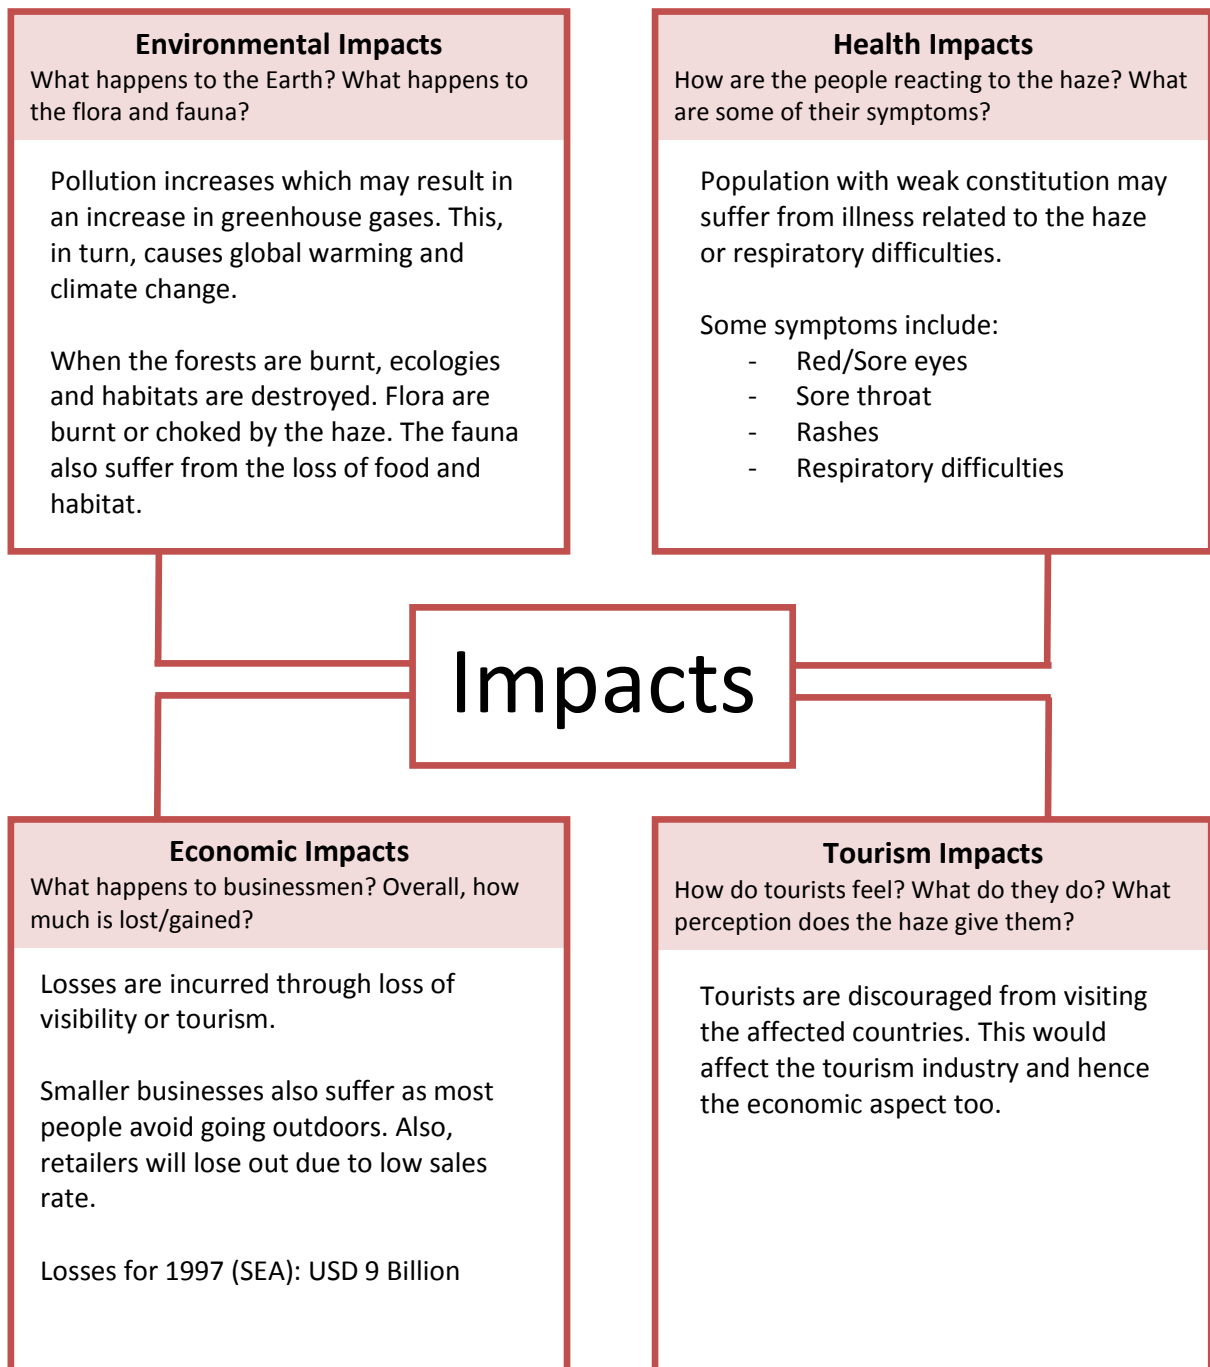 Environmental Impacts
What happens to the Earth? What happens to
the flora and fauna?
Pollution increases which may result in
an increase in greenhouse gases. This,
in turn, causes global warming and
climate change.
When the forests are burnt, ecologies
and habitats are destroyed. Flora are
burnt or choked by the haze. The fauna
also suffer from the loss of food and
habitat.
Health Impacts
How are the people reacting to the haze? What
are some of their symptoms?
Population with weak constitution may
suffer from illness related to the haze
or respiratory difficulties.
Some symptoms include:
- Red/Sore eyes
- Sore throat
- Rashes
- Respiratory difficulties
Impacts
Economic Impacts
What happens to businessmen? Overall, how
much is lost/gained?
Losses are incurred through loss of
visibility or tourism.
Smaller businesses also suffer as most
people avoid going outdoors. Also,
retailers will lose out due to low sales
rate.
Losses for 1997 (SEA): USD 9 Billion
Tourism Impacts
How do tourists feel? What do they do? What
perception does the haze give them?
Tourists are discouraged from visiting
the affected countries. This would
affect the tourism industry and hence
the economic aspect too.